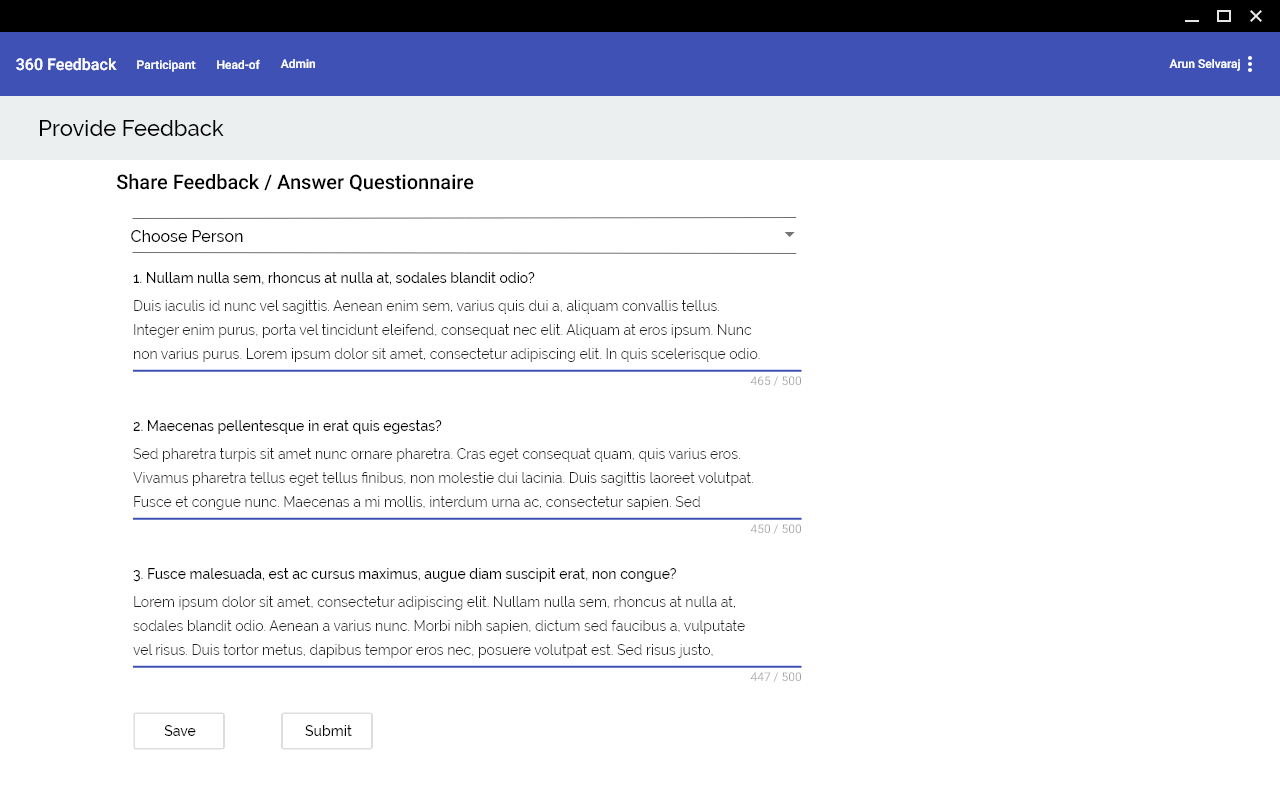 360 Feedback Participant Head-of Admin Arun Selvaraj
Provide Feedback
Share Feedback / Answer Questionnaire
Choose Person
1. Nullam nulla sem, rhoncus at nulla at, sodales blandit odio?
Duis iaculis id nunc vel sagittis. Aenean enim sem, varius quis dui a, aliquam convallis tellus.
Integer enim purus, porta vel tincidunt eleifend, consequat nec elit. Aliquam at eros ipsum. Nunc
non varius purus. Lorem ipsum dolor sit amet, consectetur adipiscing elit. In quis scelerisque odio.
465 / 500
2. Maecenas pellentesque in erat quis egestas?
Sed pharetra turpis sit amet nunc ornare pharetra. Cras eget consequat quam, quis varius eros.
Vivamus pharetra tellus eget tellus finibus, non molestie dui lacinia. Duis sagittis laoreet volutpat.
Fusce et congue nunc. Maecenas a mi mollis, interdum urna ac, consectetur sapien. Sed
450 / 500
3. Fusce malesuada, est ac cursus maximus, augue diam suscipit erat, non congue?
Lorem ipsum dolor sit amet, consectetur adipiscing elit. Nullam nulla sem, rhoncus at nulla at,
sodales blandit odio. Aenean a varius nunc. Morbi nibh sapien, dictum sed faucibus a, vulputate
vel risus. Duis tortor metus, dapibus tempor eros nec, posuere volutpat est. Sed risus justo,
447 / 500
Save Submit